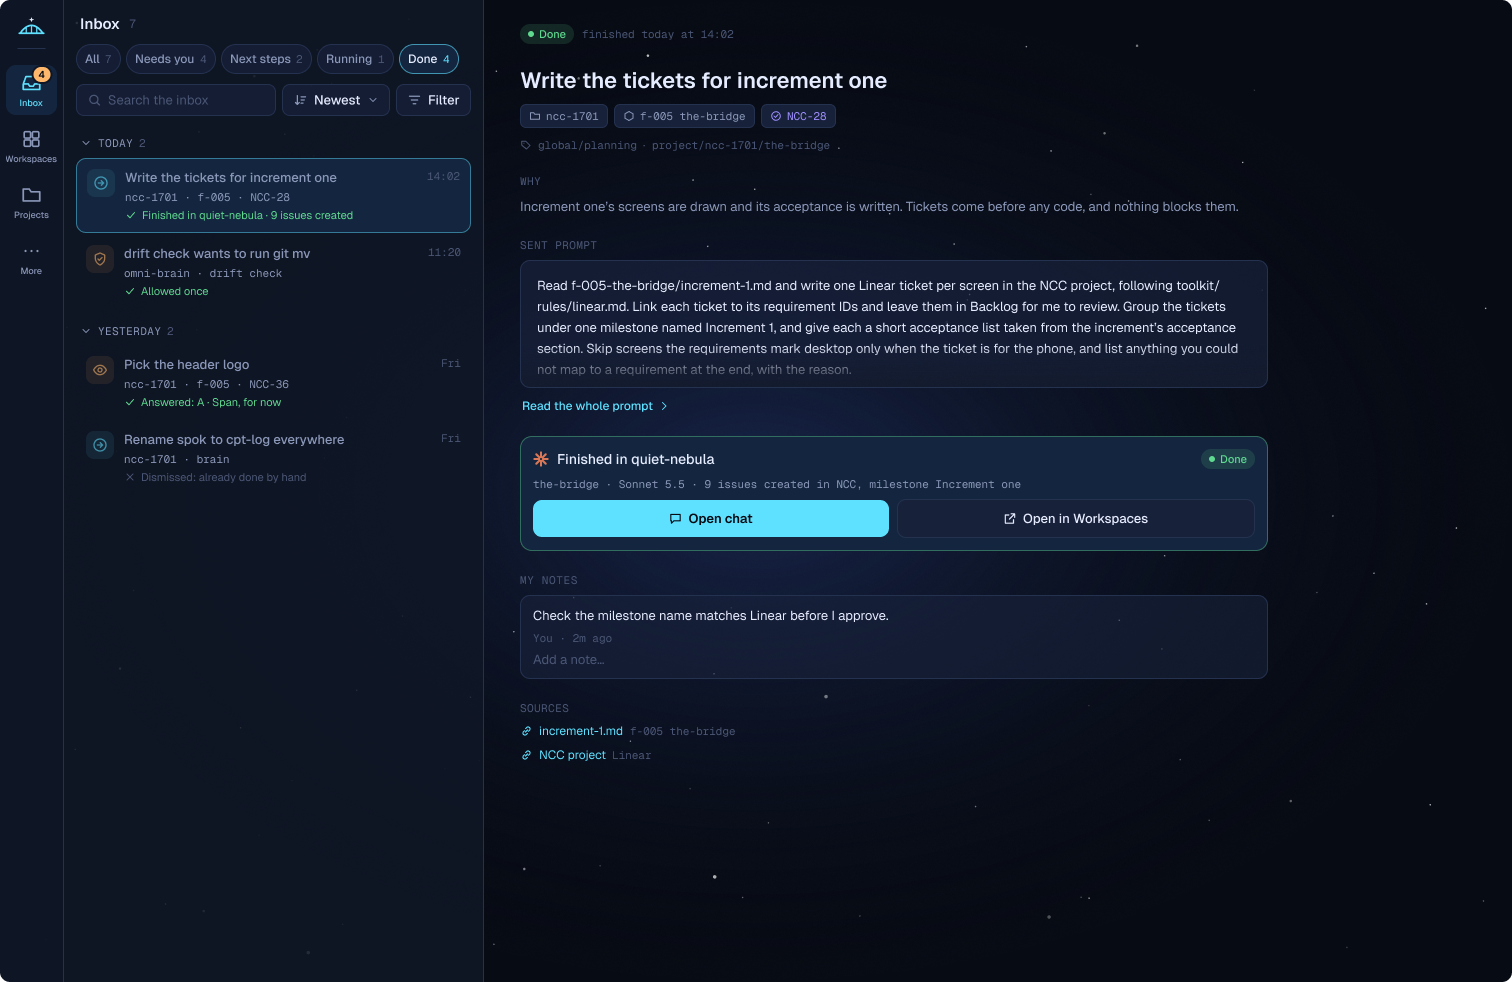 Inbox 7
All 7
Needs you 4
Next steps 2
Running 1
Done 4
Search the inbox
Newest
Filter
4
Inbox
Workspaces
Projects
More
TODAY 2
Write the tickets for increment one 14:02
ncc-1701 · f-005 · NCC-28
Finished in quiet-nebula · 9 issues created
drift check wants to run git mv 11:20
omni-brain · drift check
Allowed once
YESTERDAY 2
Pick the header logo Fri
ncc-1701 · f-005 · NCC-36
Answered: A · Span, for now
Rename spok to cpt-log everywhere Fri
ncc-1701 · brain
Dismissed: already done by hand
Done finished today at 14:02
Write the tickets for increment one
ncc-1701
f-005 the-bridge
NCC-28
global/planning · project/ncc-1701/the-bridge
WHY
Increment one's screens are drawn and its acceptance is written. Tickets come before any code, and nothing blocks them.
SENT PROMPT
Read f-005-the-bridge/increment-1.md and write one Linear ticket per screen in the NCC project, following toolkit/
rules/linear.md. Link each ticket to its requirement IDs and leave them in Backlog for me to review. Group the tickets
under one milestone named Increment 1, and give each a short acceptance list taken from the increment's acceptance
section. Skip screens the requirements mark desktop only when the ticket is for the phone, and list anything you could
not map to a requirement at the end, with the reason.
Read the whole prompt
Finished in quiet-nebula
Done
the-bridge · Sonnet 5.5 · 9 issues created in NCC, milestone Increment one
Open chat
Open in Workspaces
MY NOTES
Check the milestone name matches Linear before I approve.
You · 2m ago
Add a note…
SOURCES
increment-1.md f-005 the-bridge
NCC project Linear